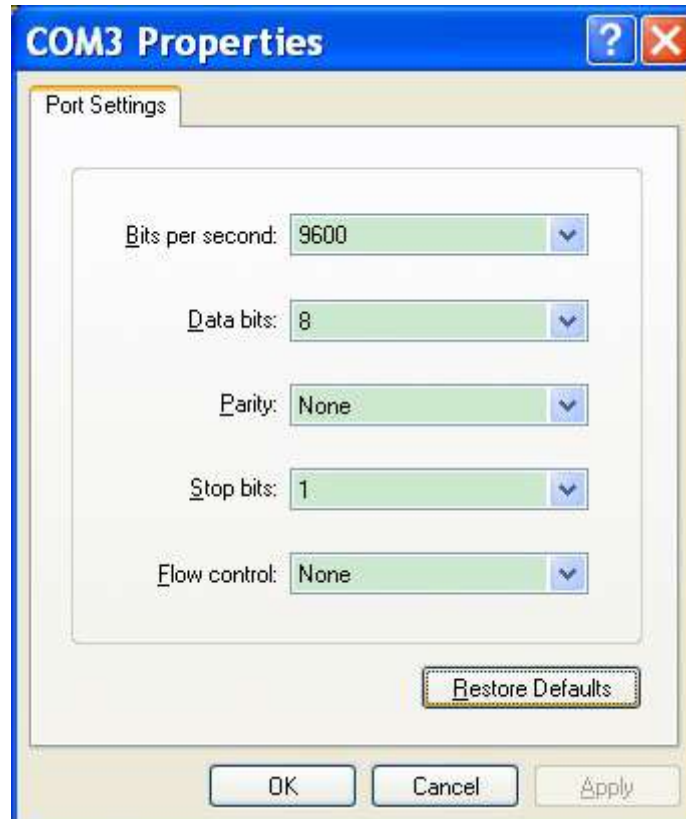 COM3 Properties
Port Settings
Bits per second: 9600
Data bits: 8
Parity: None
Stop bits: 1
Flow control: None
Restore Defaults
OK Cancel Apply